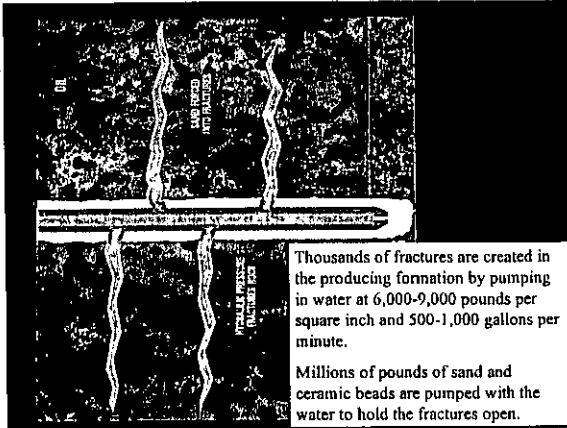 OIL
SAND FORCED
INTO FRACTURES
HYDRAULIC PRESSURE
FRACTURES ROCK
Thousands of fractures are created in
the producing formation by pumping
in water at 6,000-9,000 pounds per
square inch and 500-1,000 gallons per
minute.
Millions of pounds of sand and
ceramic beads are pumped with the
water to hold the fractures open.